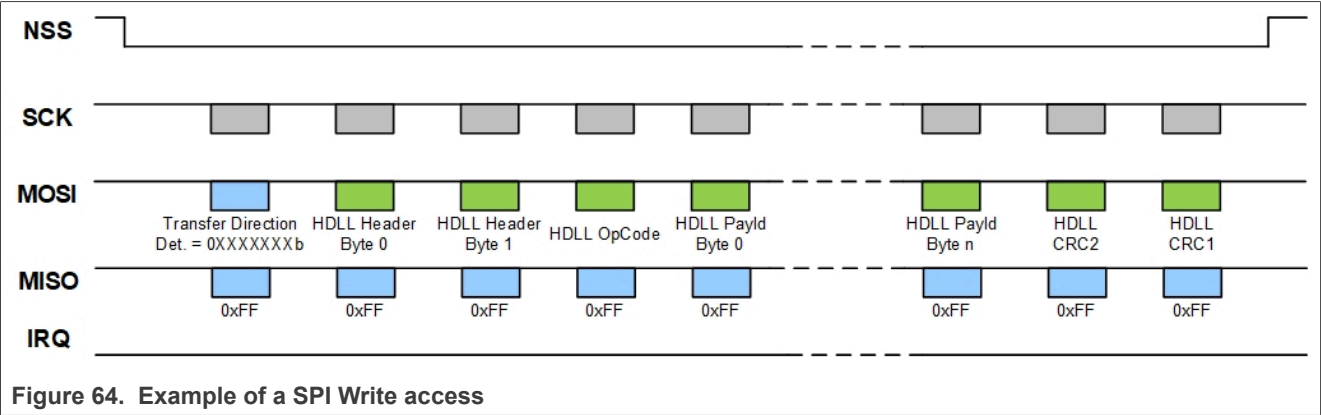 NSS
SCK
MOSI
Transfer Direction
Det. = 0XXXXXXXb
HDLL Header
Byte 0
HDLL Header
Byte 1
HDLL OpCode
HDLL Payld
Byte 0
HDLL Payld
Byte n
HDLL
CRC2
HDLL
CRC1
MISO
0xFF
0xFF
0xFF
0xFF
0xFF
0xFF
0xFF
0xFF
IRQ
Figure 64. Example of a SPI Write access